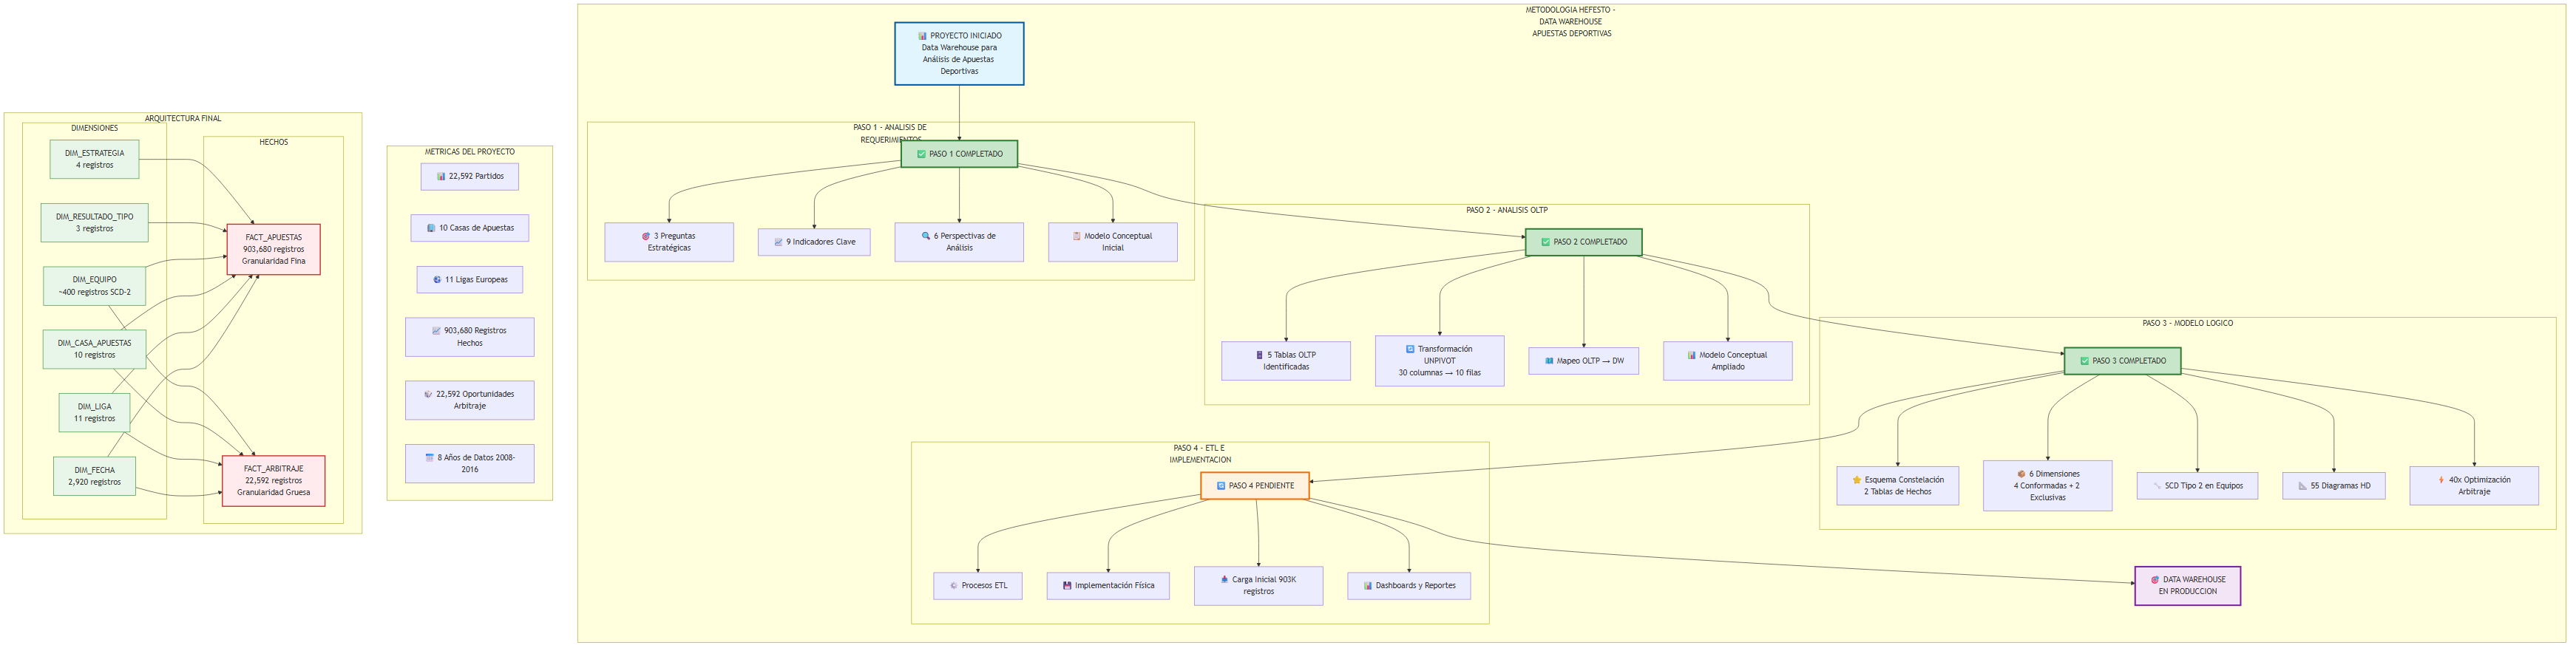 ARQUITECTURA FINAL
DIMENSIONES
DIM_ESTRATEGIA
4 registros
DIM_RESULTADO_TIPO
3 registros
DIM_EQUIPO
~400 registros SCD-2
DIM_CASA_APUESTAS
10 registros
DIM_LIGA
11 registros
DIM_FECHA
2,920 registros
HECHOS
FACT_APUESTAS
903,680 registros
Granularidad Fina
FACT_ARBITRAJE
22,592 registros
Granularidad Gruesa
METRICAS DEL PROYECTO
📊 22,592 Partidos
10 Casas de Apuestas
11 Ligas Europeas
📈 903,680 Registros
Hechos
🎲 22,592 Oportunidades
Arbitraje
8 Años de Datos 2008-
2016
METODOLOGIA HEFESTO -
DATA WAREHOUSE
APUESTAS DEPORTIVAS
📊 PROYECTO INICIADO
Data Warehouse para
Análisis de Apuestas
Deportivas
PASO 1 - ANALISIS DE
REQUERIMIENTOS
✅ PASO 1 COMPLETADO
🎯 3 Preguntas
Estratégicas
📈 9 Indicadores Clave
🔍 6 Perspectivas de
Análisis
📋 Modelo Conceptual
Inicial
PASO 2 - ANALISIS OLTP
✅ PASO 2 COMPLETADO
5 Tablas OLTP
Identificadas
🔄 Transformación
UNPIVOT
30 columnas → 10 filas
🗺️ Mapeo OLTP → DW
📊 Modelo Conceptual
Ampliado
PASO 3 - MODELO LOGICO
✅ PASO 3 COMPLETADO
⭐ Esquema Constelación
2 Tablas de Hechos
📦 6 Dimensiones
4 Conformadas + 2
Exclusivas
🔧 SCD Tipo 2 en Equipos
📐 55 Diagramas HD
⚡ 40x Optimización
Arbitraje
PASO 4 - ETL E
IMPLEMENTACION
🔄 PASO 4 PENDIENTE
⚙️ Procesos ETL
💾 Implementación Física
📥 Carga Inicial 903K
registros
📊 Dashboards y Reportes
🎯 DATA WAREHOUSE
EN PRODUCCION